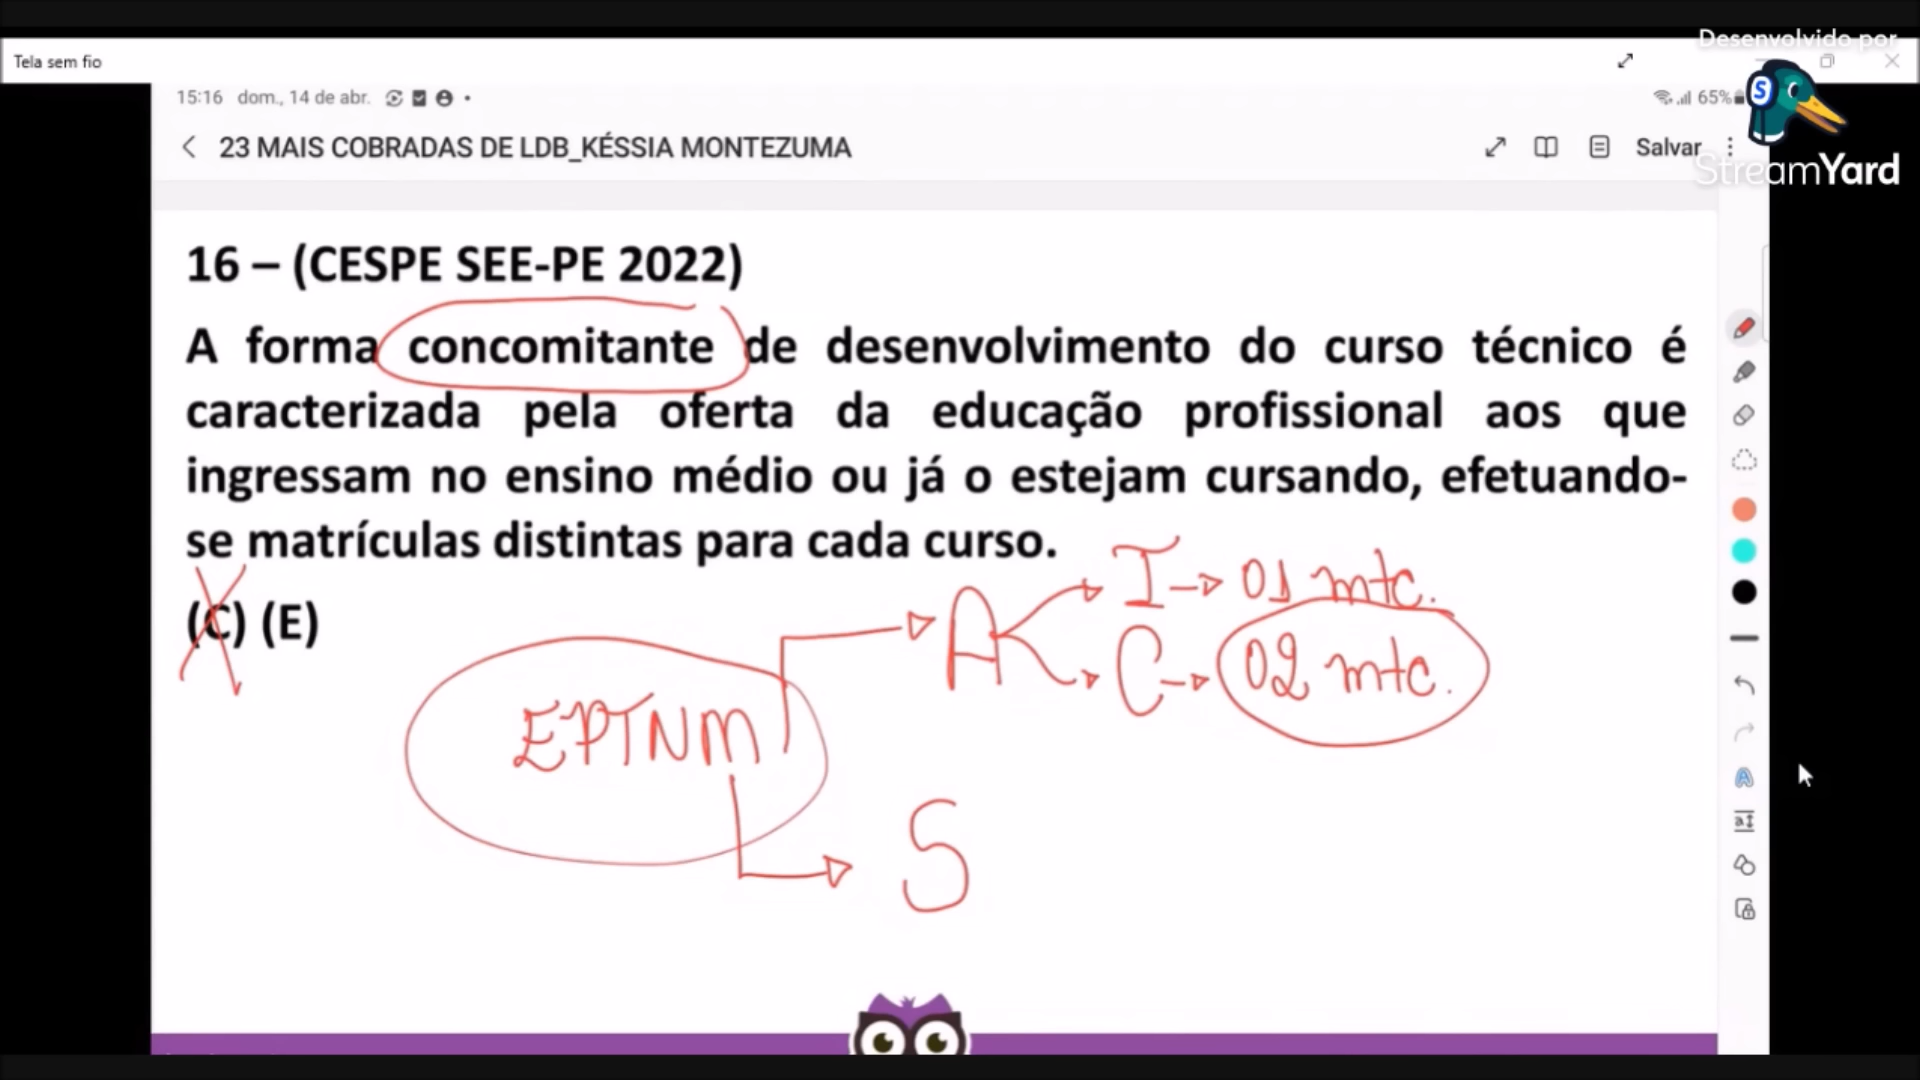 Desenvolvido por
Tela sem fio
15:16 dom., 14 de abr.
65%
23 MAIS COBRADAS DE LDB_KÉSSIA MONTEZUMA
Salvar
StreamYard
16 – (CESPE SEE-PE 2022)
A forma concomitante de desenvolvimento do curso técnico é
caracterizada pela oferta da educação profissional aos que
ingressam no ensino médio ou já o estejam cursando, efetuando-
se matrículas distintas para cada curso.
(C) (E)
I → 01 mtc.
A
C → 02 mtc.
EPTNM
S